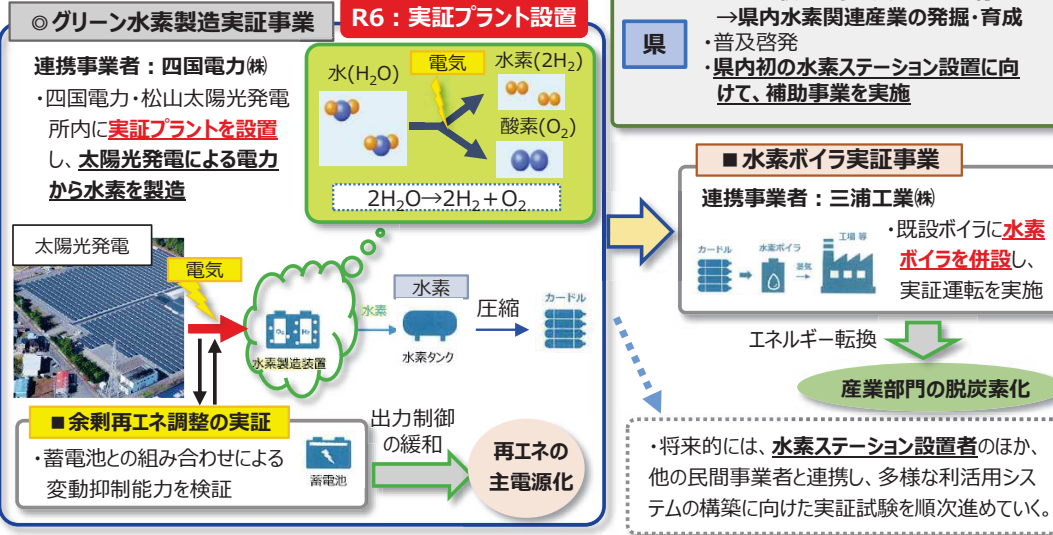 ◎グリーン水素製造実証事業
R6：実証プラント設置
連携事業者：四国電力㈱
・四国電力・松山太陽光発電
所内に実証プラントを設置
し、太陽光発電による電力
から水素を製造
水(H₂O)
電気
水素(2H₂)
酸素(O₂)
2H₂O→2H₂＋O₂
太陽光発電
電気
水素製造装置
水素
水素
水素タンク
圧縮
カードル
■余剰再エネ調整の実証
・蓄電池との組み合わせによる
変動抑制能力を検証
蓄電池
出力制御
の緩和
再エネの
主電源化
県
→県内水素関連産業の発掘・育成
・普及啓発
・県内初の水素ステーション設置に向
けて、補助事業を実施
■水素ボイラ実証事業
連携事業者：三浦工業㈱
カードル
水素ボイラ
蒸気
工場 等
・既設ボイラに水素
ボイラを併設し、
実証運転を実施
エネルギー転換
産業部門の脱炭素化
・将来的には、水素ステーション設置者のほか、
他の民間事業者と連携し、多様な利活用シス
テムの構築に向けた実証試験を順次進めていく。